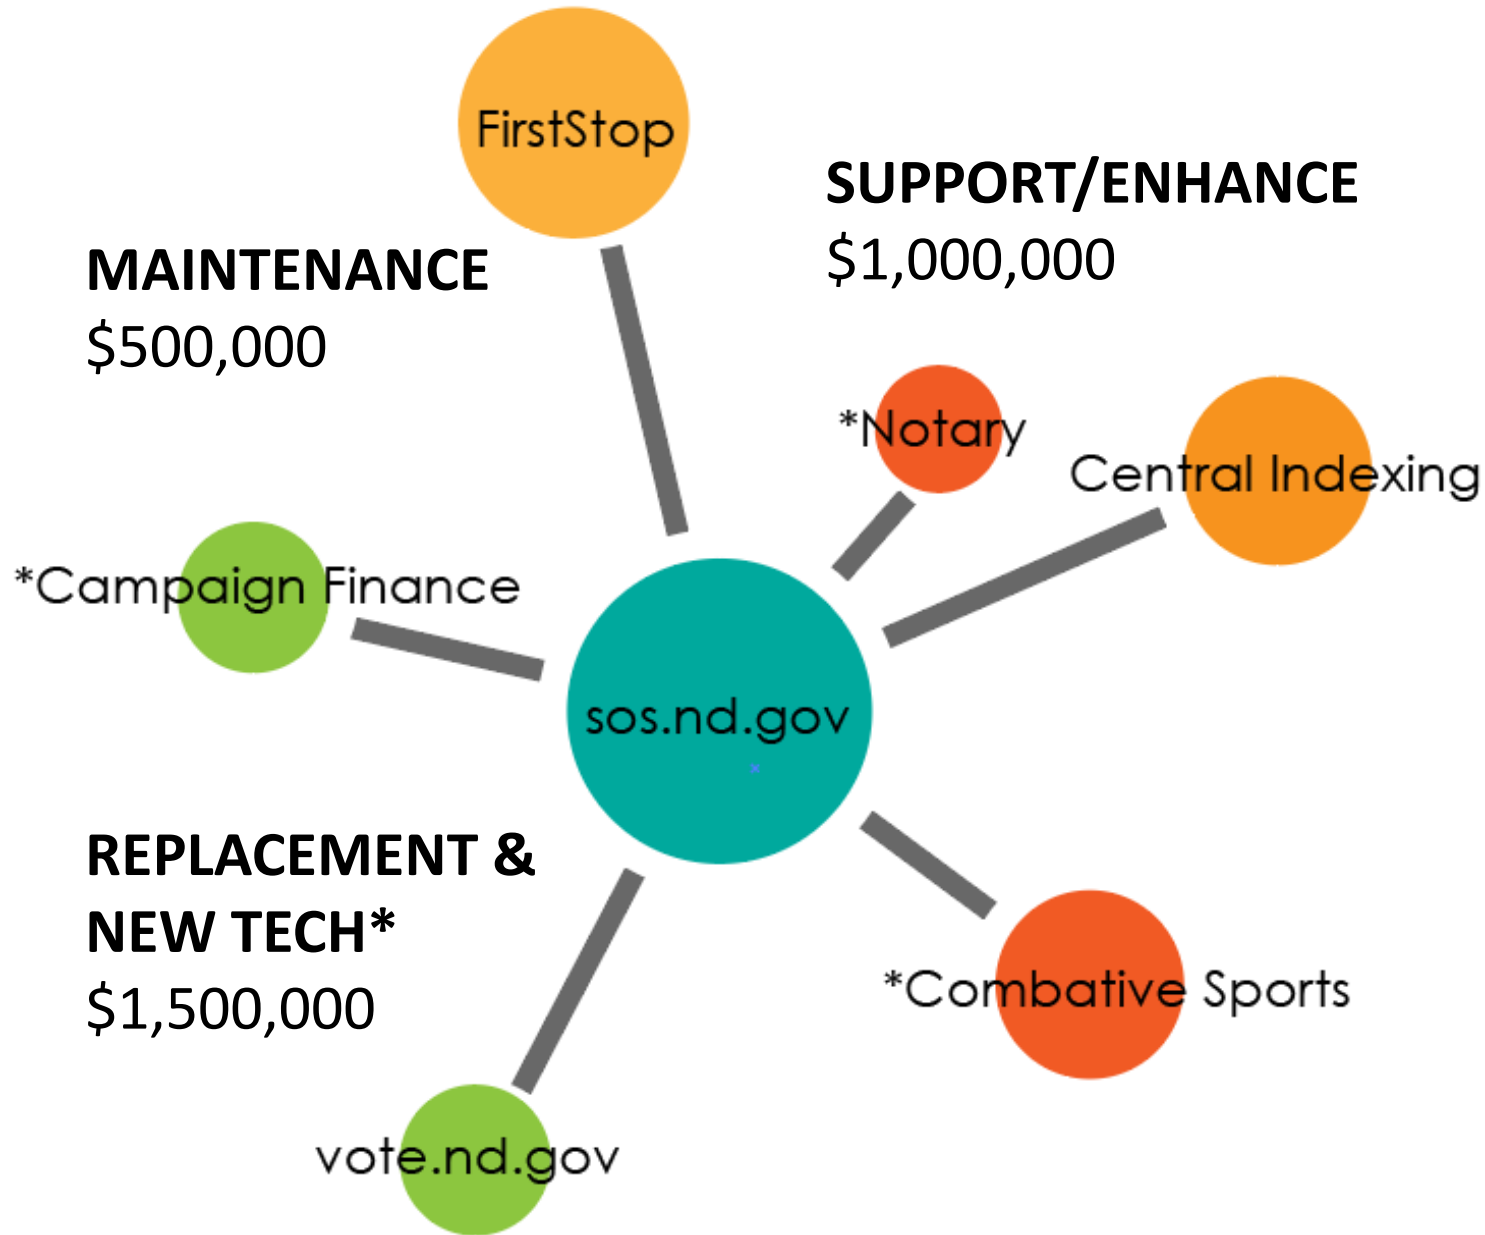 FirstStop
SUPPORT/ENHANCE
$1,000,000
MAINTENANCE
$500,000
*Notary
Central Indexing
*Campaign Finance
sos.nd.gov
*
REPLACEMENT &
NEW TECH*
$1,500,000
*Combative Sports
vote.nd.gov